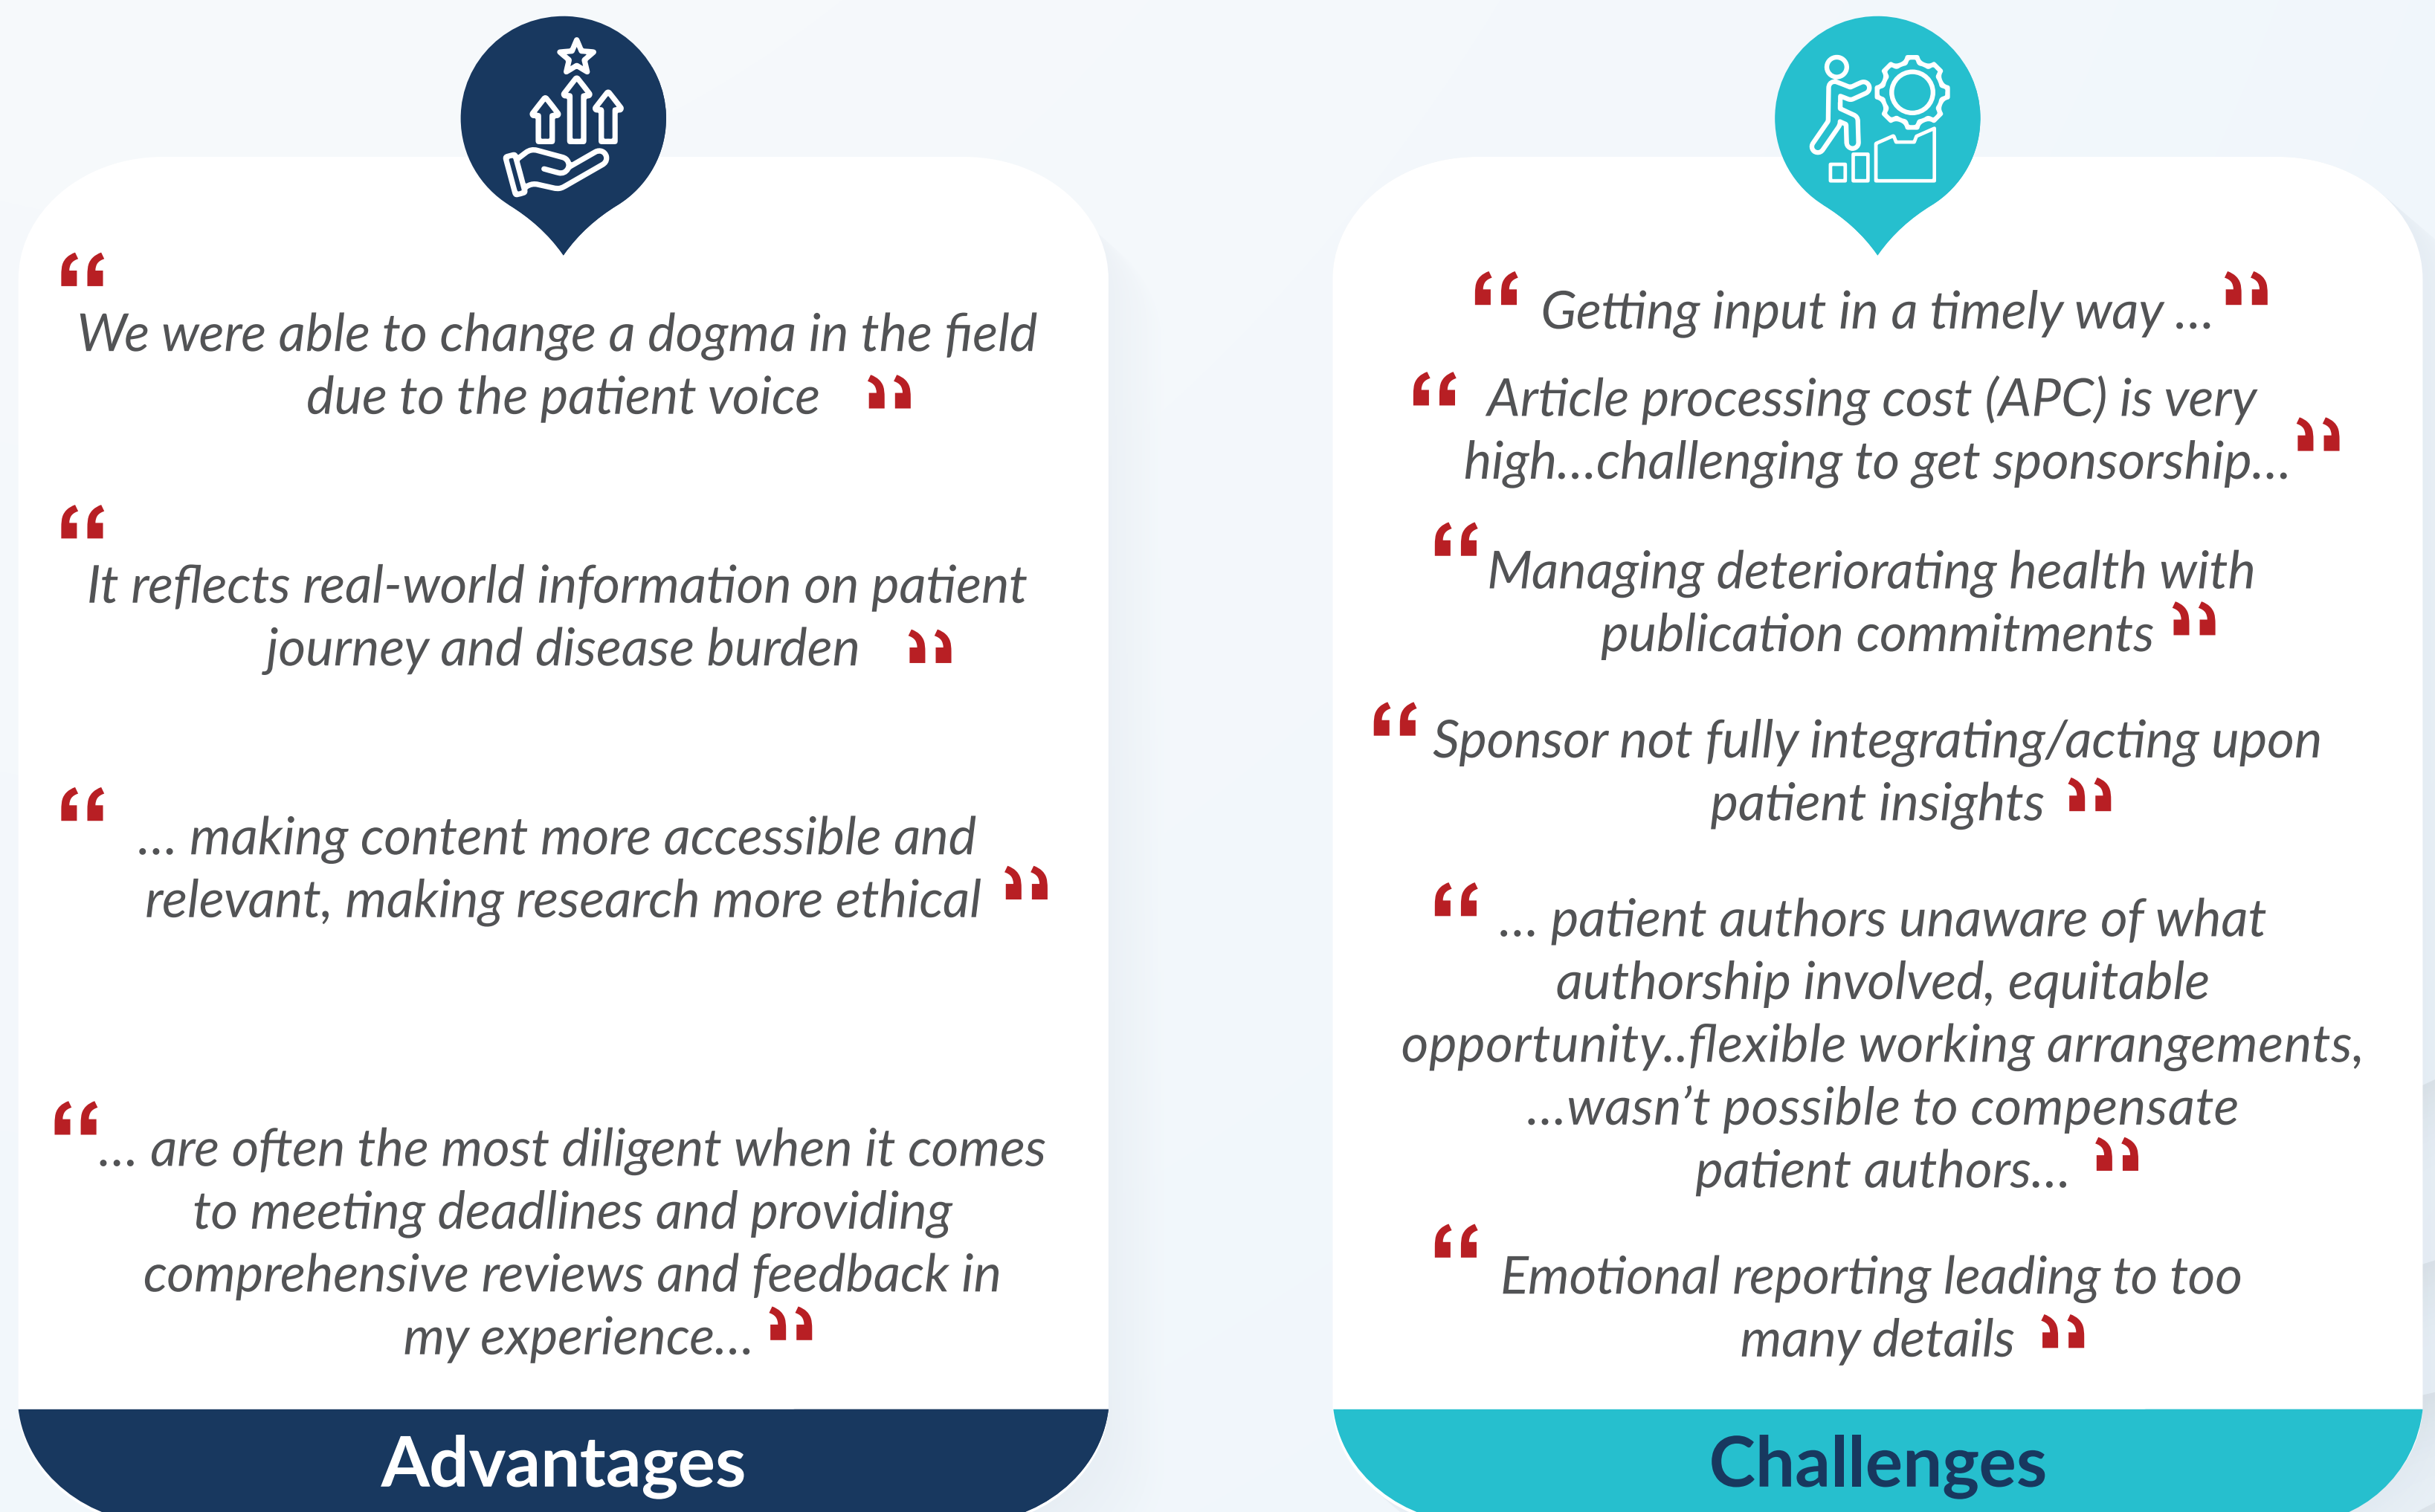 “
We were able to change a dogma in the field
due to the patient voice ”
“
It reflects real-world information on patient
journey and disease burden ”
“ ... making content more accessible and
relevant, making research more ethical ”
“ ... are often the most diligent when it comes
to meeting deadlines and providing
comprehensive reviews and feedback in
my experience... ”
Advantages
“ Getting input in a timely way ... ”
“ Article processing cost (APC) is very
high...challenging to get sponsorship... ”
“ Managing deteriorating health with
publication commitments ”
“ Sponsor not fully integrating/acting upon
patient insights ”
“ ... patient authors unaware of what
authorship involved, equitable
opportunity..flexible working arrangements,
...wasn’t possible to compensate
patient authors... ”
“ Emotional reporting leading to too
many details ”
Challenges